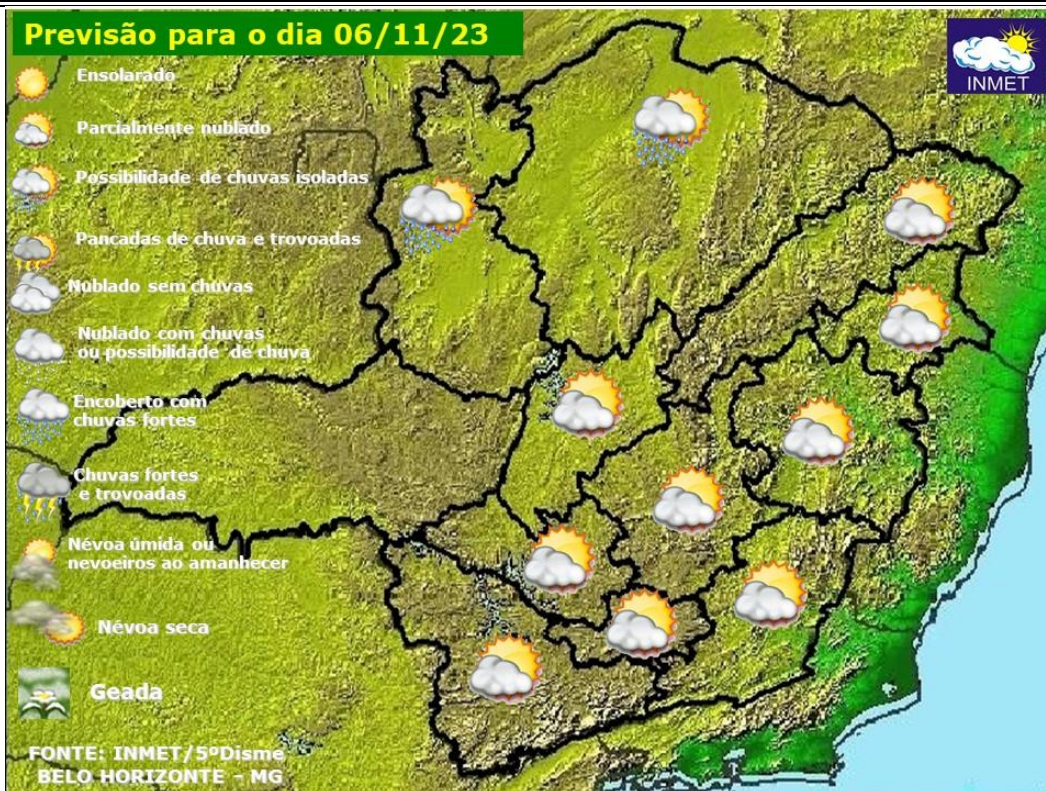 Previsão para o dia 06/11/23
INMET
Ensolarado
Parcialmente nublado
Possibilidade de chuvas isoladas
Pancadas de chuva e trovoadas
Nublado sem chuvas
Nublado com chuvas
ou possibilidade de chuva
Encoberto com
chuvas fortes
Chuvas fortes
e trovoadas
Névoa úmida ou
nevoeiros ao amanhecer
Névoa seca
Geada
FONTE: INMET/5ºDisme
BELO HORIZONTE - MG